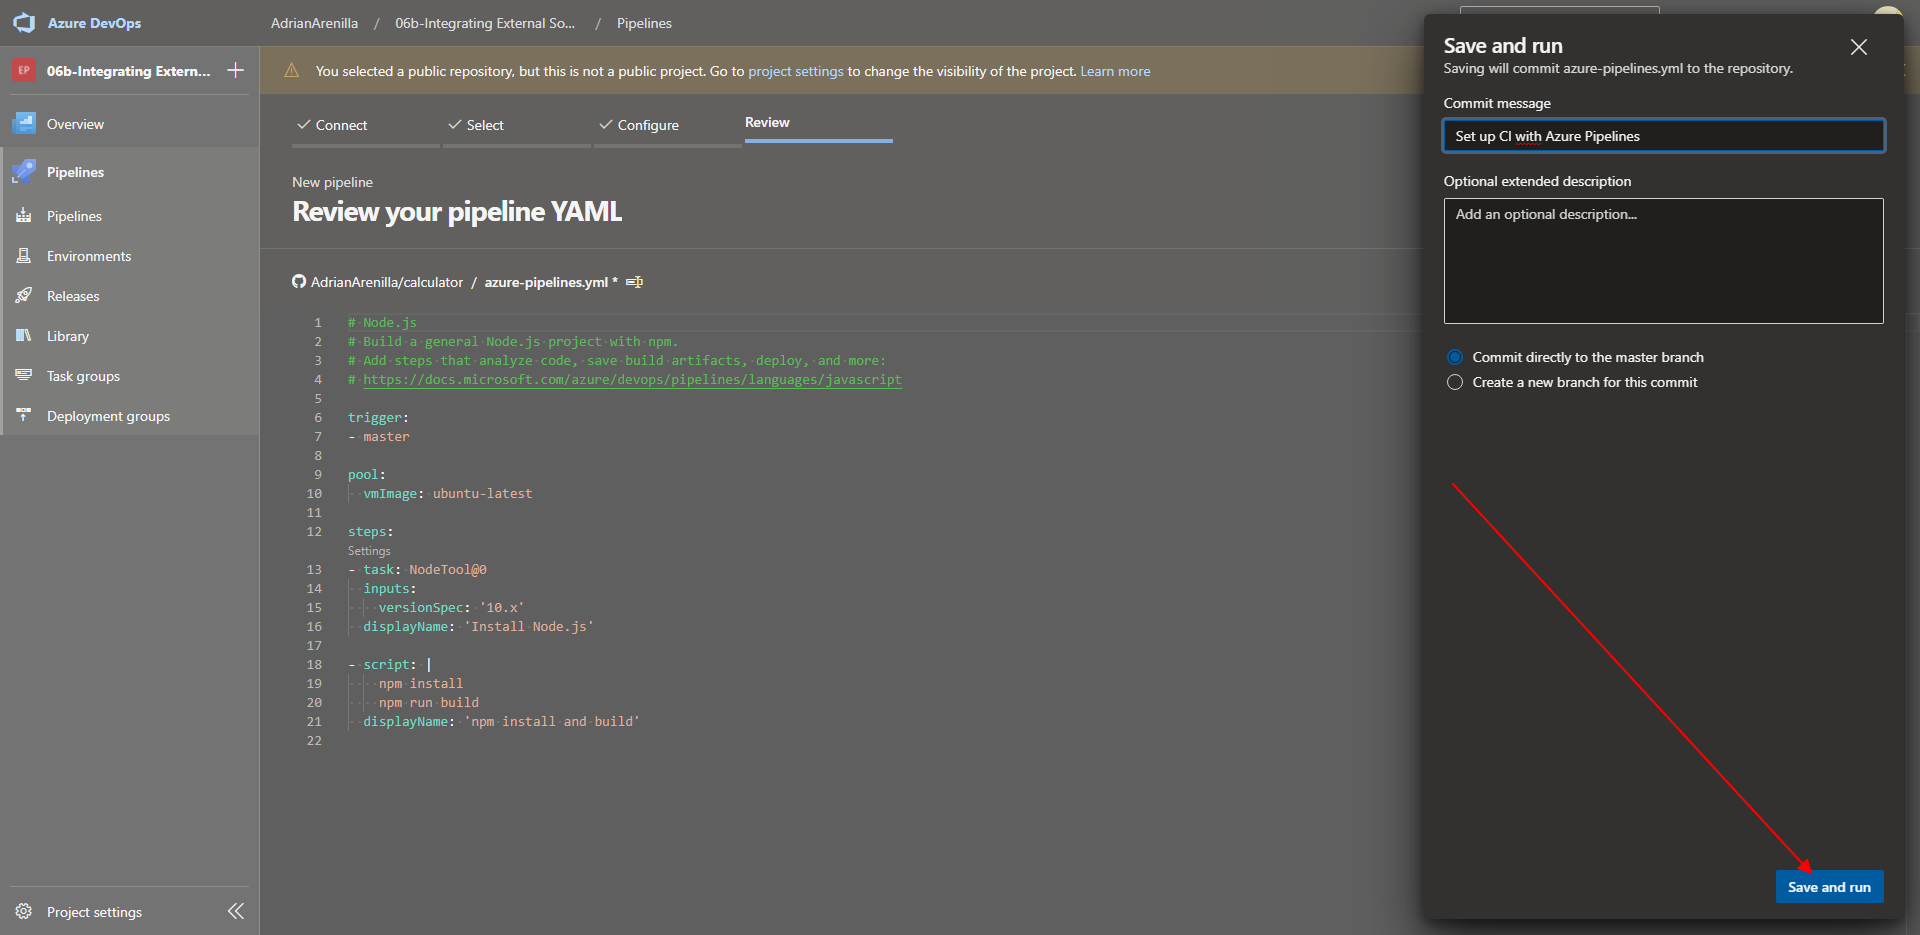 Azure DevOps
AdrianArenilla / 06b-Integrating External So... / Pipelines
EP 06b-Integrating Extern... +
Overview
Pipelines
Pipelines
Environments
Releases
Library
Task groups
Deployment groups
Project settings
You selected a public repository, but this is not a public project. Go to project settings to change the visibility of the project. Learn more
Connect
Select
Configure
Review
New pipeline
Review your pipeline YAML
AdrianArenilla/calculator / azure-pipelines.yml *
1 # Node.js
2 # Build a general Node.js project with npm.
3 # Add steps that analyze code, save build artifacts, deploy, and more:
4 # https://docs.microsoft.com/azure/devops/pipelines/languages/javascript
5
6 trigger:
7 - master
8
9 pool:
10 vmImage: ubuntu-latest
11
12 steps:
Settings
13 - task: NodeTool@0
14 inputs:
15 versionSpec: '10.x'
16 displayName: 'Install Node.js'
17
18 - script: |
19 npm install
20 npm run build
21 displayName: 'npm install and build'
22
Save and run
Saving will commit azure-pipelines.yml to the repository.
Commit message
Set up CI with Azure Pipelines
Optional extended description
Add an optional description...
Commit directly to the master branch
Create a new branch for this commit
Save and run